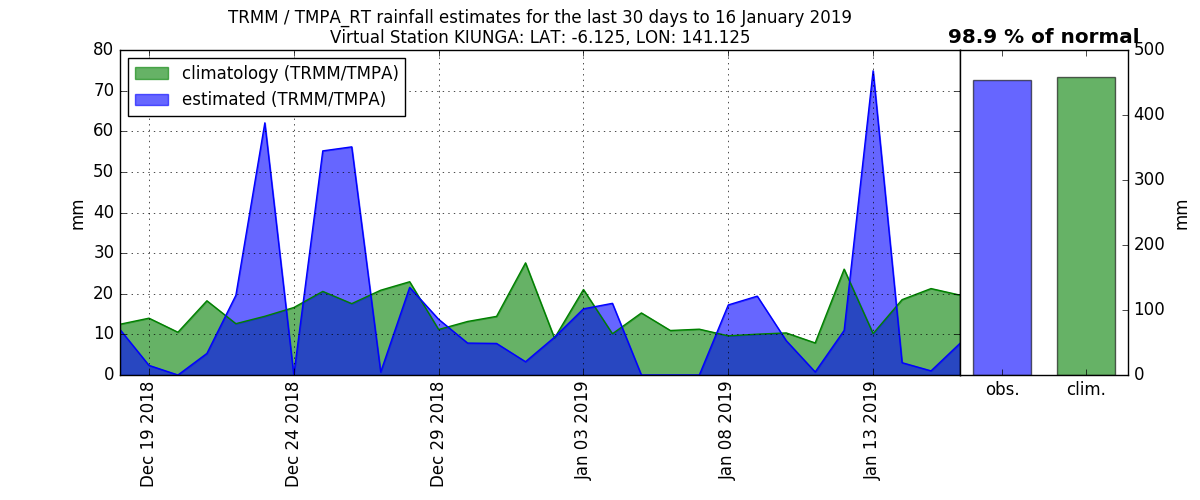 TRMM / TMPA_RT rainfall estimates for the last 30 days to 16 January 2019
Virtual Station KIUNGA: LAT: -6.125, LON: 141.125
98.9 % of normal
climatology (TRMM/TMPA)
estimated (TRMM/TMPA)
mm
80
70
60
50
40
30
20
10
0
Dec 19 2018
Dec 24 2018
Dec 29 2018
Jan 03 2019
Jan 08 2019
Jan 13 2019
obs.
clim.
500
400
300
200
100
0
mm